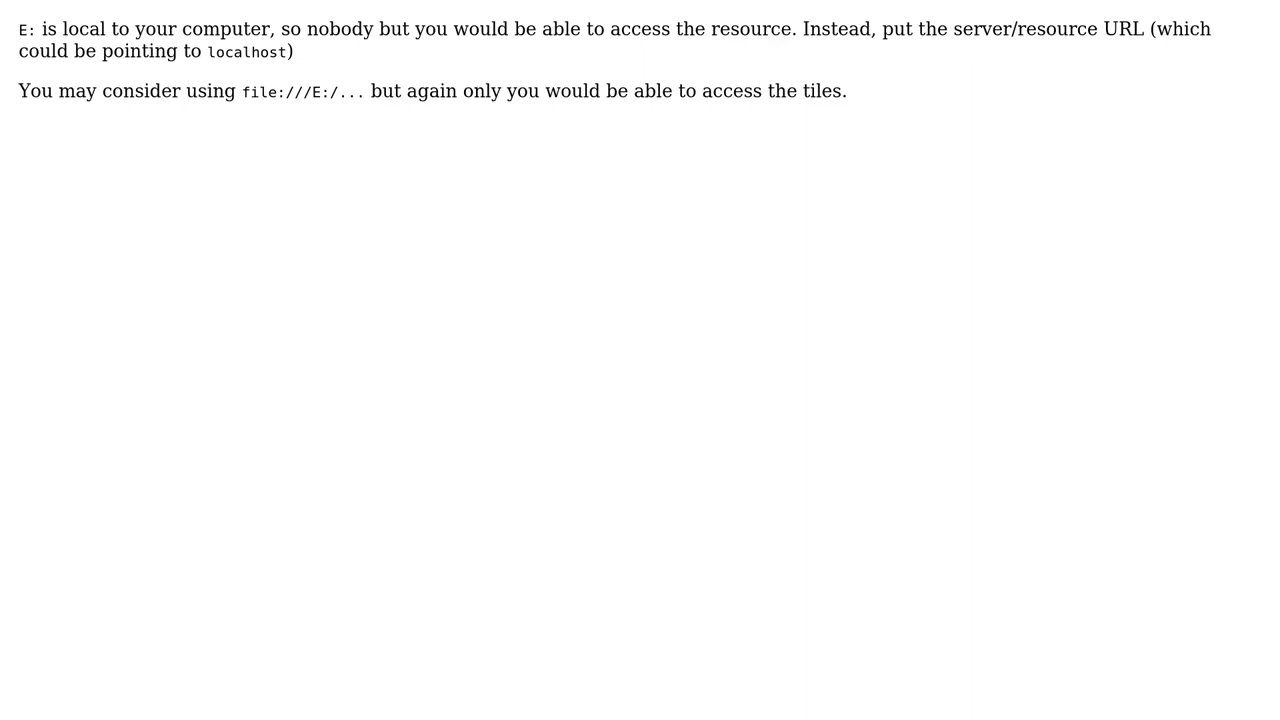 E: is local to your computer, so nobody but you would be able to access the resource. Instead, put the server/resource URL (which
could be pointing to localhost)
You may consider using file:///E:/... but again only you would be able to access the tiles.